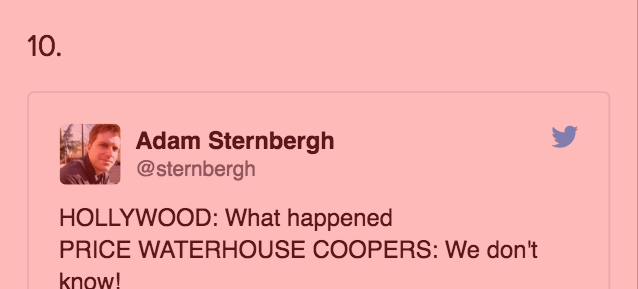 10.
Adam Sternbergh
@sternbergh
HOLLYWOOD: What happened
PRICE WATERHOUSE COOPERS: We don't
know!